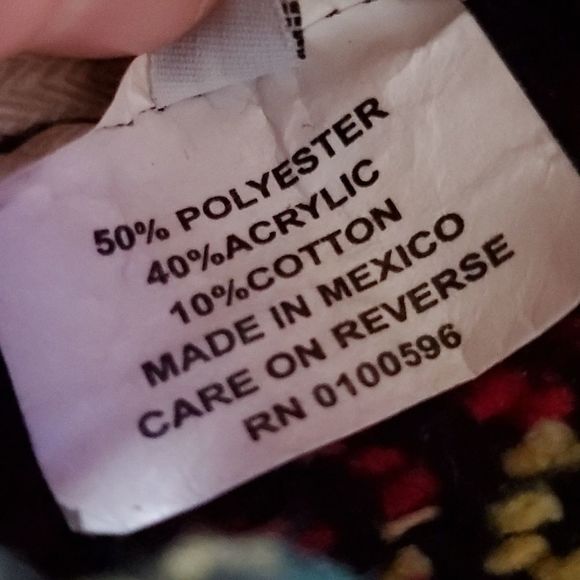 50% POLYESTER
40%ACRYLIC
10%COTTON
MADE IN MEXICO
CARE ON REVERSE
RN 0100596